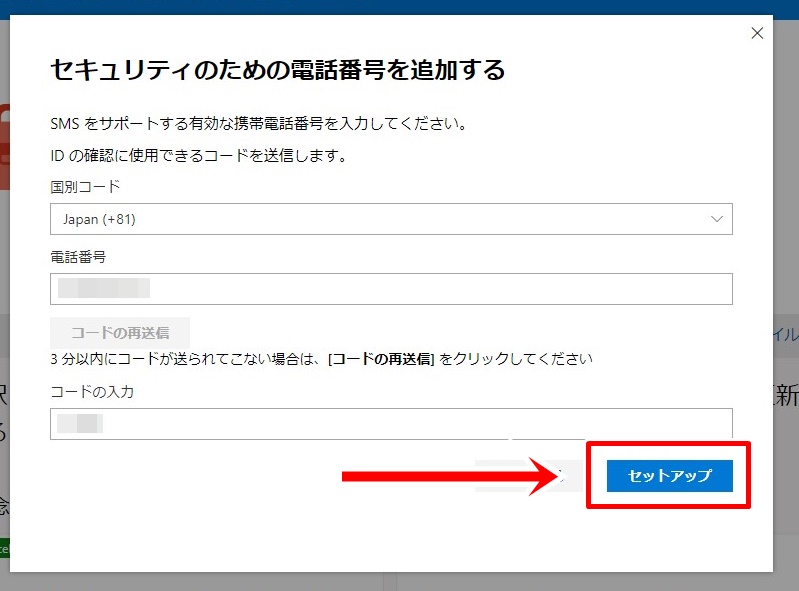 セキュリティのための電話番号を追加する
SMS をサポートする有効な携帯電話番号を入力してください。
ID の確認に使用できるコードを送信します。
国別コード
Japan (+81)
電話番号
コードの再送信
3 分以内にコードが送られてこない場合は、[コードの再送信] をクリックしてください
コードの入力
セットアップ
イル
新
る